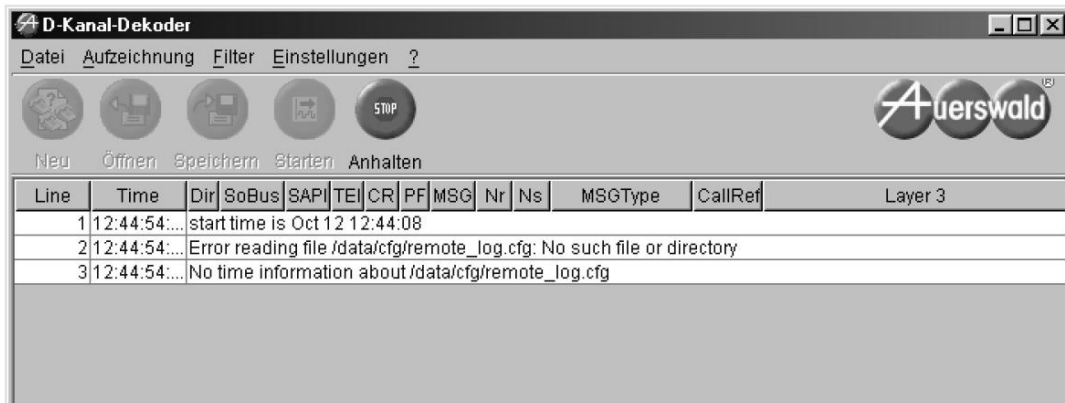 D-Kanal-Dekoder
Datei Aufzeichnung Filter Einstellungen ?
STOP
Auerswald (R)
Neu Öffnen Speichern Starten Anhalten
Line Time Dir SoBus SAPI TEI CR PF MSG Nr Ns MSGType CallRef Layer 3
1 12:44:54:... start time is Oct 12 12:44:08
2 12:44:54:... Error reading file /data/cfg/remote_log.cfg: No such file or directory
3 12:44:54:... No time information about /data/cfg/remote_log.cfg